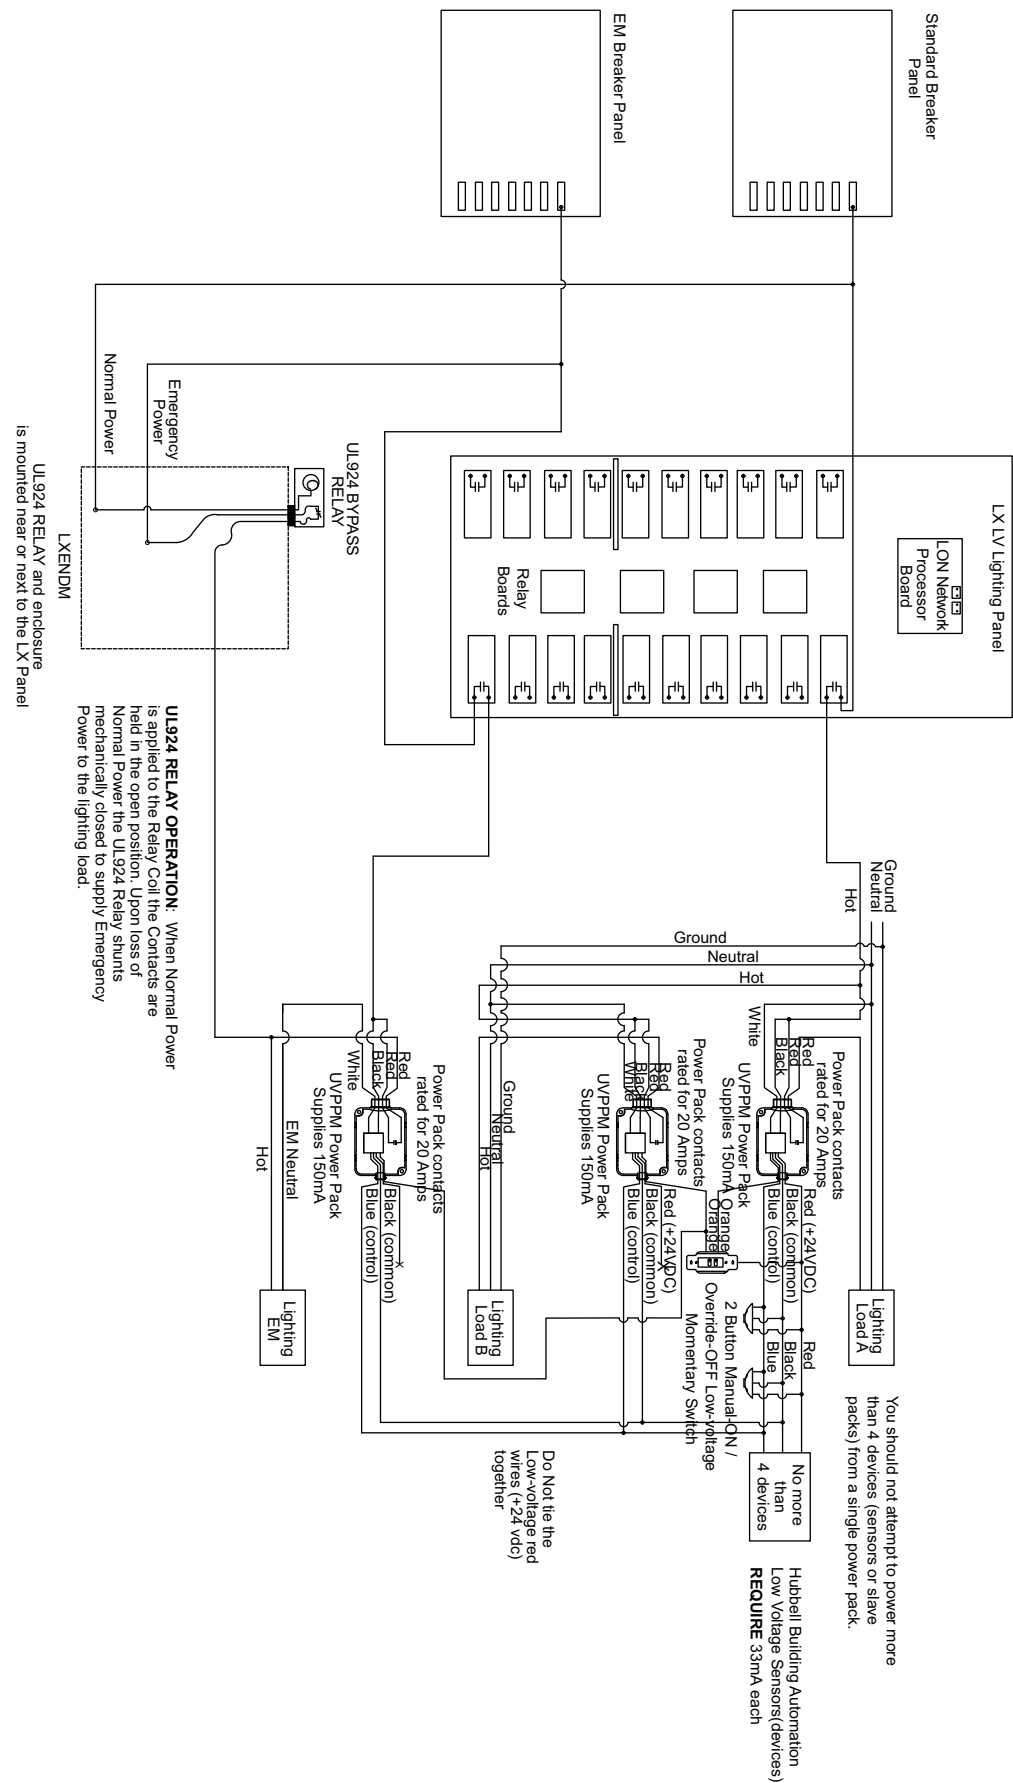 Standard Breaker
Panel
EM Breaker Panel
LX LV Lighting Panel
LON Network
Processor
Board
Relay
Boards
Normal Power
Emergency
Power
UL924 BYPASS
RELAY
LXENDM
UL924 RELAY and enclosure
is mounted near or next to the LX Panel
UL924 RELAY OPERATION: When Normal Power
is applied to the Relay Coil the Contacts are
held in the open position. Upon loss of
Normal Power the UL924 Relay shunts
mechanically closed to supply Emergency
Power to the lighting load.
Ground
Neutral
Hot
Ground
Neutral
Hot
White
Black
Red
Red
Power Pack contacts
rated for 20 Amps
UVPPM Power Pack
Supplies 150mA
Red (+24VDC)
Black (common)
Blue (control)
Orange
Orange
Red
Black
Blue
Lighting
Load A
You should not attempt to power more
than 4 devices (sensors or slave
packs) from a single power pack.
No more
than
4 devices
Hubbell Building Automation
Low Voltage Sensors(devices)
REQUIRE 33mA each
2 Button Manual-ON /
Override-OFF Low-voltage
Momentary Switch
Power Pack contacts
rated for 20 Amps
Red
Red
Black
White
UVPPM Power Pack
Supplies 150mA
Red (+24VDC)
Black (common)
Blue (control)
Ground
Neutral
Hot
Lighting
Load B
Do Not tie the
Low-voltage red
wires (+24 vdc)
together
Power Pack contacts
rated for 20 Amps
Red
Red
Black
White
UVPPM Power Pack
Supplies 150mA
Black (common)
Blue (control)
EM Neutral
Hot
Lighting
EM